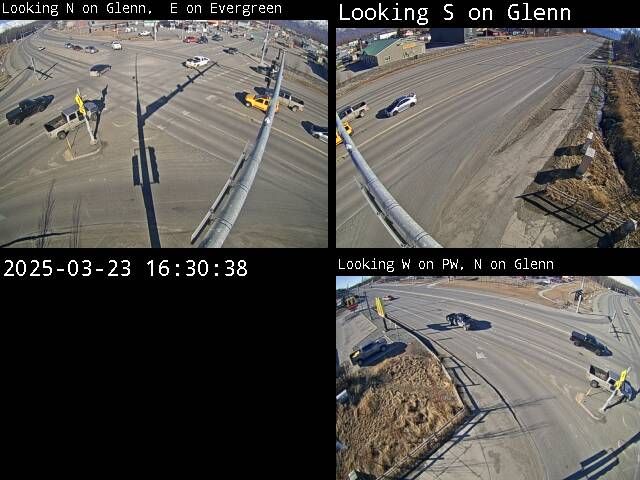 Looking N on Glenn,  E on Evergreen
Looking S on Glenn
2025-03-23 16:30:38
Looking W on PW, N on Glenn